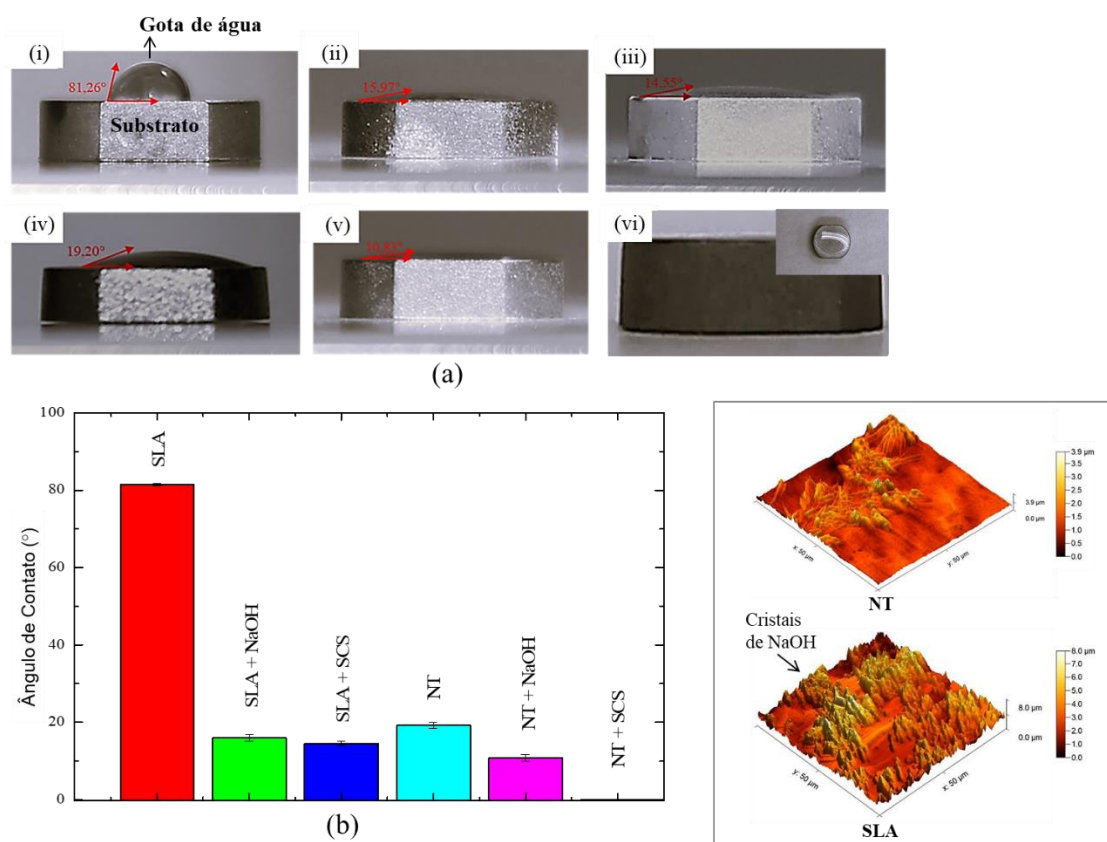 Gota de água
(i)
81,26°
Substrato
(ii)
15,97°
(iii)
14,55°
(iv)
19,20°
(v)
10,83°
(vi)
(a)
Ângulo de Contato (°)
100
80
60
40
20
0
SLA
SLA + NaOH
SLA + SCS
NT
NT + NaOH
NT + SCS
(b)
3.9 µm
3.5
3.0
2.5
2.0
1.5
1.0
0.5
0.0
3.9 µm
0.0 µm
x: 50 µm
y: 50 µm
NT
Cristais
de NaOH
8.0 µm
7.0
6.0
5.0
4.0
3.0
2.0
1.0
0.0
8.0 µm
0.0 µm
y: 50 µm
x: 50 µm
SLA